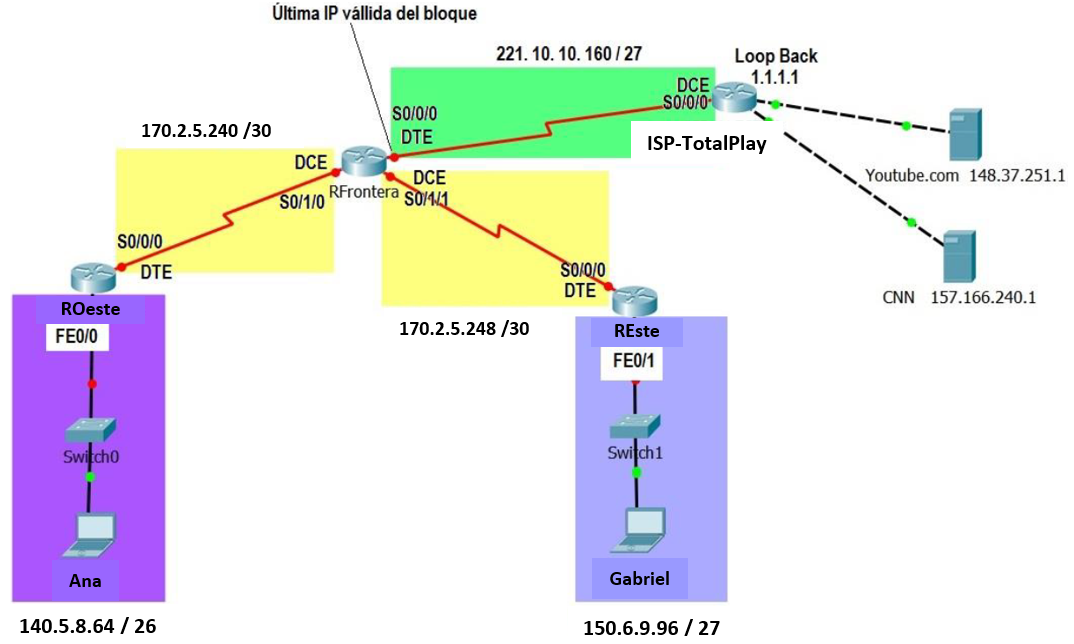 Última IP vállida del bloque
221. 10. 10. 160 / 27
Loop Back
1.1.1.1
DCE
S0/0/0
S0/0/0
DTE
ISP-TotalPlay
170.2.5.240 /30
DCE
RFrontera
DCE
S0/1/0
S0/1/1
Youtube.com 148.37.251.1
S0/0/0
DTE
S0/0/0
DTE
CNN 157.166.240.1
ROeste
FE0/0
170.2.5.248 /30
REste
FE0/1
Switch0
Switch1
Ana
Gabriel
140.5.8.64 / 26
150.6.9.96 / 27